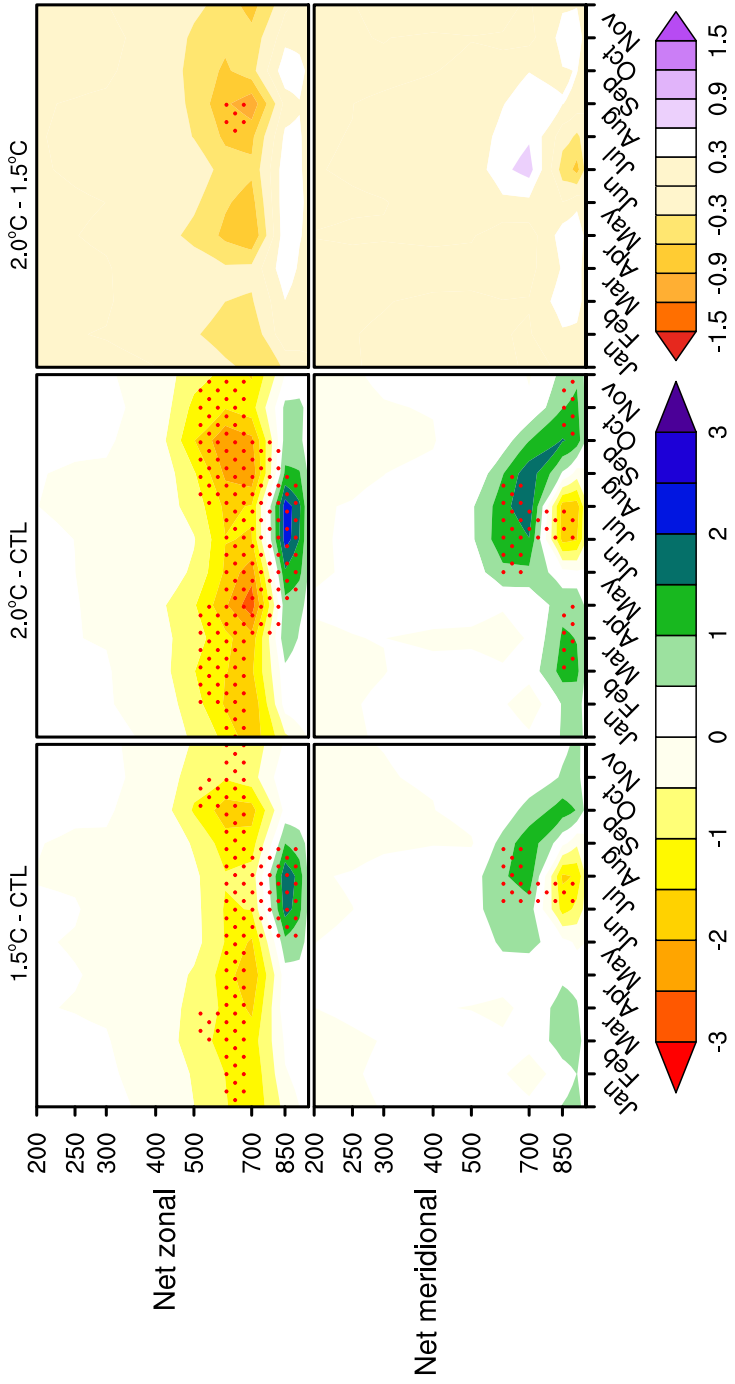 1.5°C - CTL
2.0°C - CTL
2.0°C - 1.5°C
200
250
300
400
Net zonal
500
700
850
200
250
300
400
Net meridional
500
700
850
Jan Feb Mar Apr May Jun Jul Aug Sep Oct Nov
Jan Feb Mar Apr May Jun Jul Aug Sep Oct Nov
Jan Feb Mar Apr May Jun Jul Aug Sep Oct Nov
-3 -2 -1 0 1 2 3
-1.5 -0.9 -0.3 0.3 0.9 1.5